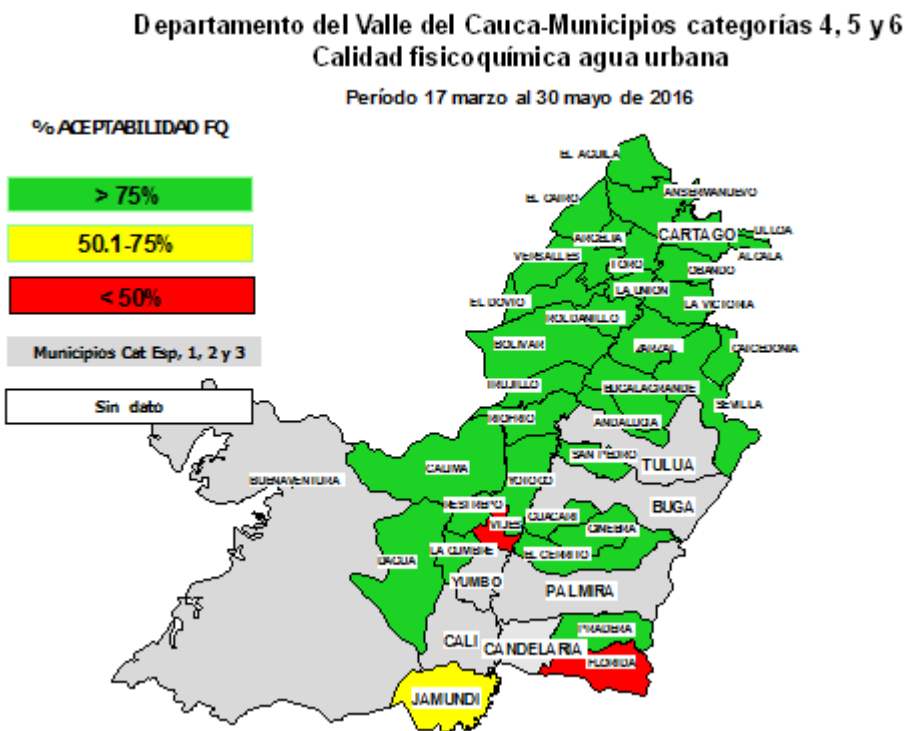 Departamento del Valle del Cauca-Municipios categorías 4, 5 y 6
Calidad fisicoquímica agua urbana
Período 17 marzo al 30 mayo de 2016
% ACEPTABILIDAD FQ
> 75%
50.1-75%
< 50%
Municipios Cat Esp, 1, 2 y 3
Sin dato
EL AGUILA
ANSERMANUEVO
EL CAIRO
ULLOA
CARTAGO
ARGELIA
ALCALA
VERSALLES
TORO
OBANDO
LA UNION
EL DOVIO
LA VICTORIA
ROLDANILLO
BOLIVAR
ZARZAL
CAICEDONIA
TRUJILLO
BUGALAGRANDE
SEVILLA
RIOFRIO
ANDALUCIA
SAN PEDRO
TULUA
CALIMA
YOTOCO
BUENAVENTURA
RESTREPO
BUGA
GUACARI
VIJES
GINEBRA
LA CUMBRE
EL CERRITO
DAGUA
YUMBO
PALMIRA
PRADERA
CALI
CANDELARIA
FLORIDA
JAMUNDI